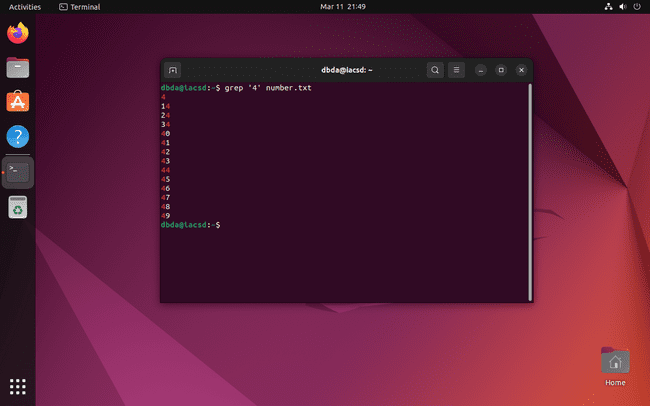 Activities
Terminal
Mar 11 21:49
dbda@iacsd: ~
dbda@iacsd:~$ grep '4' number.txt
4
14
24
34
40
41
42
43
44
45
46
47
48
49
dbda@iacsd:~$
Home